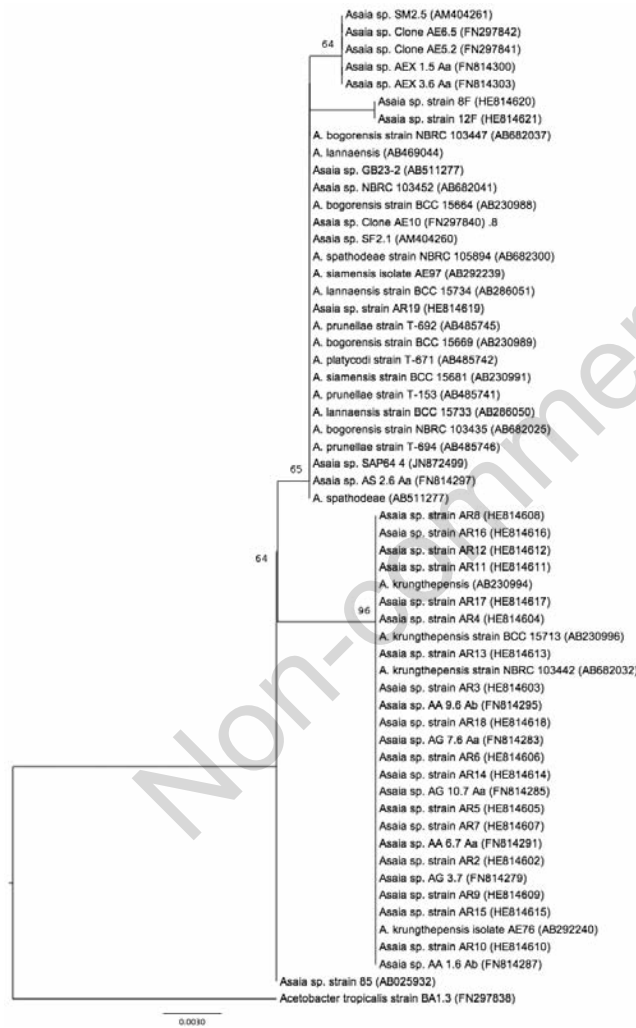 Asaia sp. SM2.5 (AM404261)
Asaia sp. Clone AE6.5 (FN297842)
64
Asaia sp. Clone AE5.2 (FN297841)
Asaia sp. AEX 1.5 Aa (FN814300)
Asaia sp. AEX 3.6 Aa (FN814303)
Asaia sp. strain 8F (HE814620)
Asaia sp. strain 12F (HE814621)
A. bogorensis strain NBRC 103447 (AB682037)
A. lannaensis (AB469044)
Asaia sp. GB23-2 (AB511277)
Asaia sp. NBRC 103452 (AB682041)
A. bogorensis strain BCC 15664 (AB230988)
Asaia sp. Clone AE10 (FN297840) .8
Asaia sp. SF2.1 (AM404260)
A. spathodeae strain NBRC 105894 (AB682300)
A. siamensis isolate AE97 (AB292239)
A. lannaensis strain BCC 15734 (AB286051)
Asaia sp. strain AR19 (HE814619)
A. prunellae strain T-692 (AB485745)
A. bogorensis strain BCC 15669 (AB230989)
A. platycodi strain T-671 (AB485742)
A. siamensis strain BCC 15681 (AB230991)
A. prunellae strain T-153 (AB485741)
A. lannaensis strain BCC 15733 (AB286050)
A. bogorensis strain NBRC 103435 (AB682025)
A. prunellae strain T-694 (AB485746)
Asaia sp. SAP64 4 (JN872499)
65
Asaia sp. AS 2.6 Aa (FN814297)
A. spathodeae (AB511277)
Asaia sp. strain AR8 (HE814608)
Asaia sp. strain AR16 (HE814616)
Asaia sp. strain AR12 (HE814612)
64
Asaia sp. strain AR11 (HE814611)
A. krungthepensis (AB230994)
Asaia sp. strain AR17 (HE814617)
96
Asaia sp. strain AR4 (HE814604)
A. krungthepensis strain BCC 15713 (AB230996)
Asaia sp. strain AR13 (HE814613)
A. krungthepensis strain NBRC 103442 (AB682032)
Asaia sp. strain AR3 (HE814603)
Asaia sp. AA 9.6 Ab (FN814295)
Asaia sp. strain AR18 (HE814618)
Asaia sp. AG 7.6 Aa (FN814283)
Asaia sp. strain AR6 (HE814606)
Asaia sp. strain AR14 (HE814614)
Asaia sp. AG 10.7 Aa (FN814285)
Asaia sp. strain AR5 (HE814605)
Asaia sp. strain AR7 (HE814607)
Asaia sp. AA 6.7 Aa (FN814291)
Asaia sp. strain AR2 (HE814602)
Asaia sp. AG 3.7 (FN814279)
Asaia sp. strain AR9 (HE814609)
Asaia sp. strain AR15 (HE814615)
A. krungthepensis isolate AE76 (AB292240)
Asaia sp. strain AR10 (HE814610)
Asaia sp. AA 1.6 Ab (FN814287)
Asaia sp. strain 85 (AB025932)
Acetobacter tropicalis strain BA1.3 (FN297838)
0.0030
Non-commer